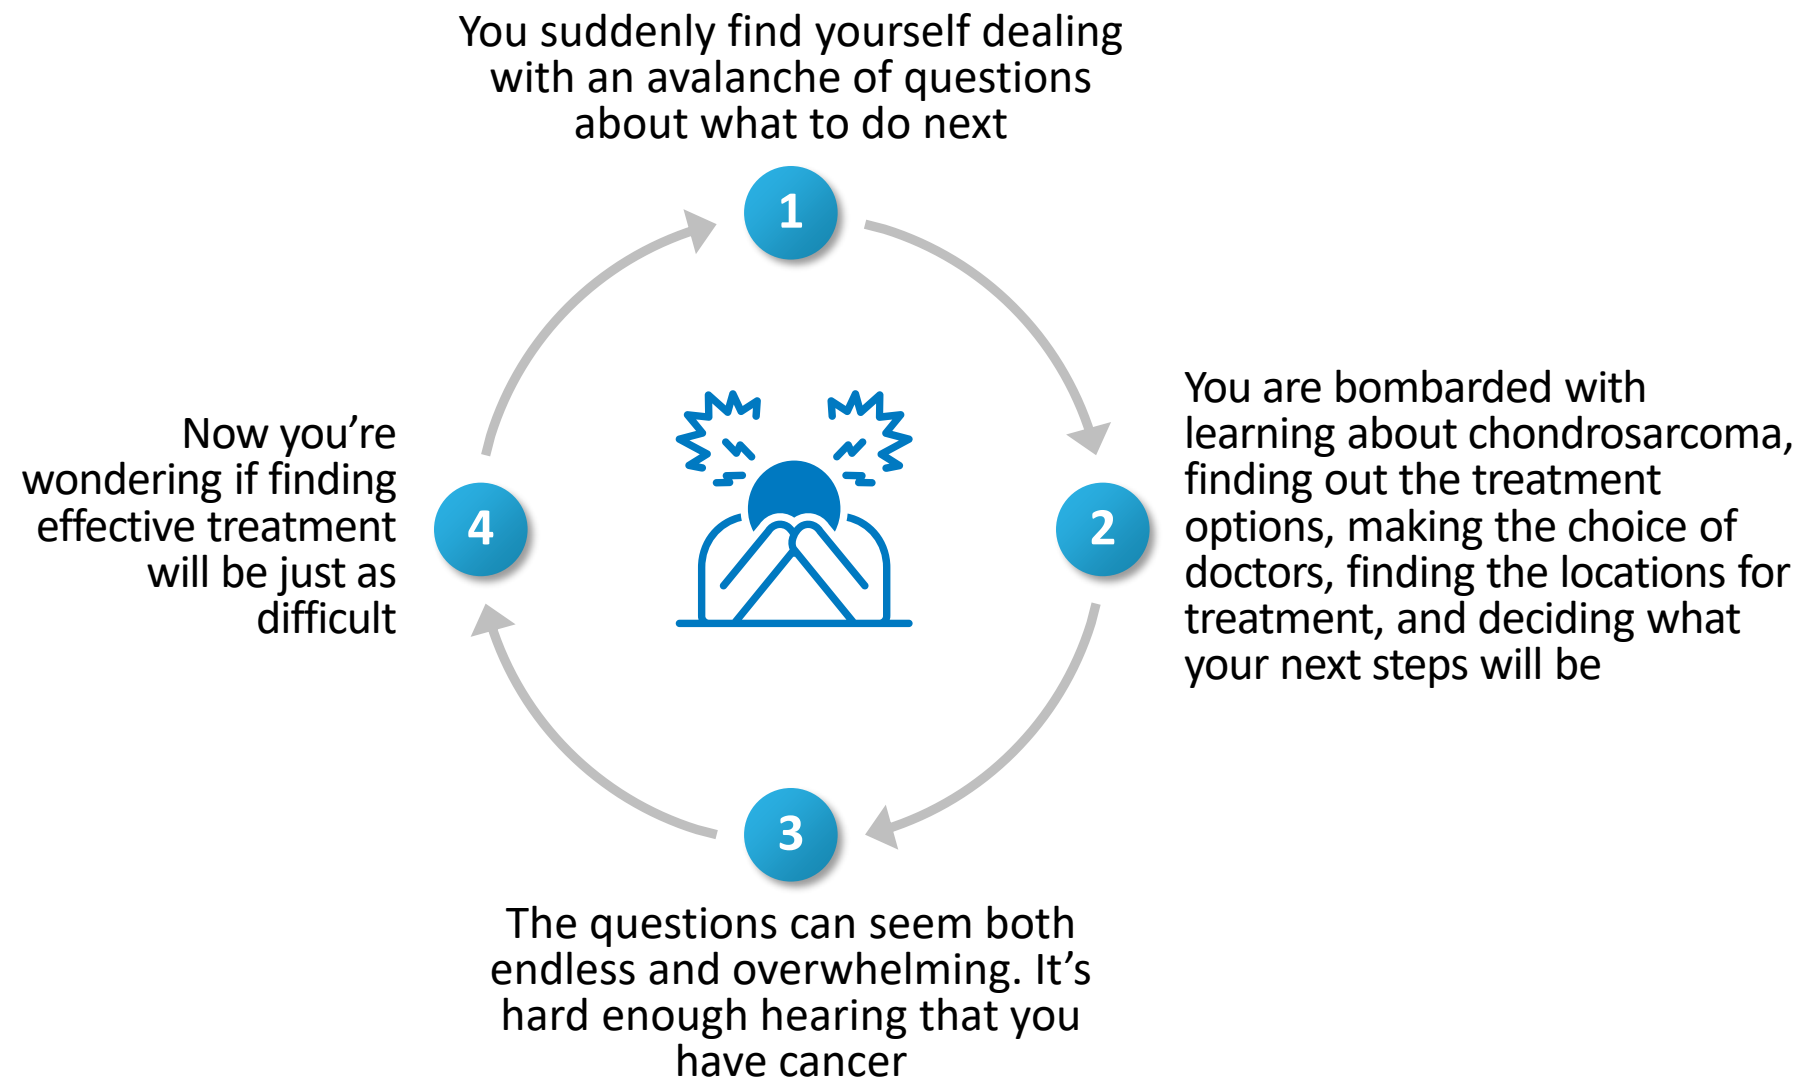 You suddenly find yourself dealing
with an avalanche of questions
about what to do next
1
You are bombarded with
learning about chondrosarcoma,
finding out the treatment
options, making the choice of
doctors, finding the locations for
treatment, and deciding what
your next steps will be
2
3
The questions can seem both
endless and overwhelming. It’s
hard enough hearing that you
have cancer
Now you’re
wondering if finding
effective treatment
will be just as
difficult
4